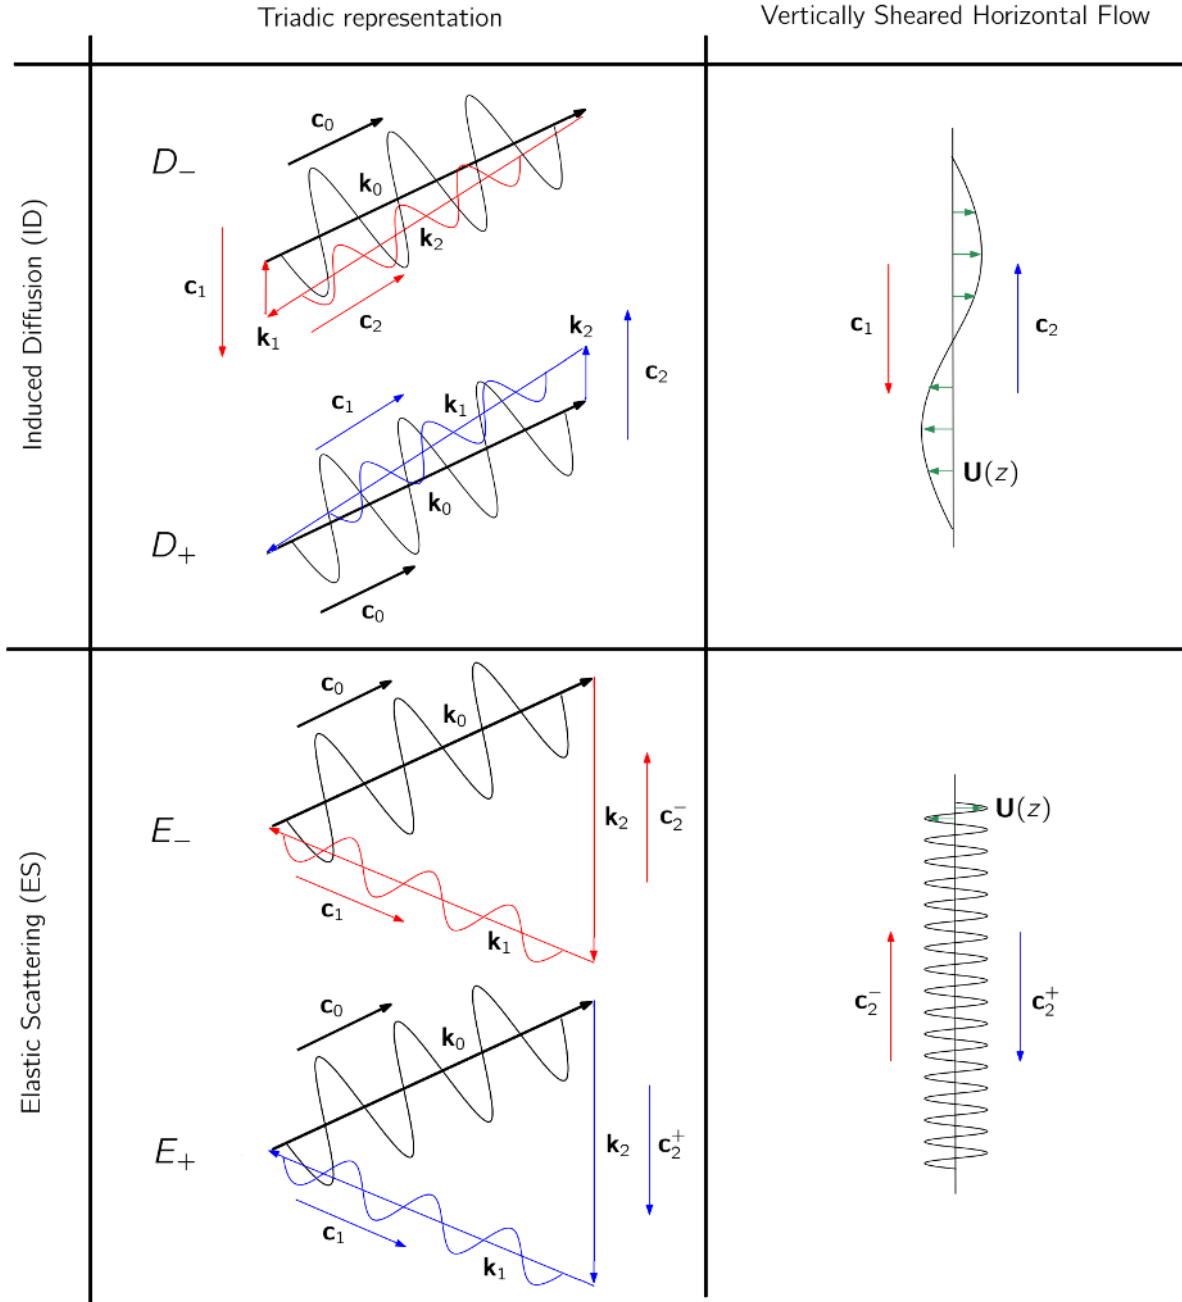 Triadic representation
Vertically Sheared Horizontal Flow
Induced Diffusion (ID)
D₋
c₀
k₀
k₂
c₁
k₁
c₂
D₊
k₂
c₁
k₁
c₂
k₀
c₀
c₁
c₂
U(z)
Elastic Scattering (ES)
E₋
c₀
k₀
k₂
c₂⁻
c₁
k₁
E₊
c₀
k₀
k₂
c₂⁺
c₁
k₁
U(z)
c₂⁻
c₂⁺